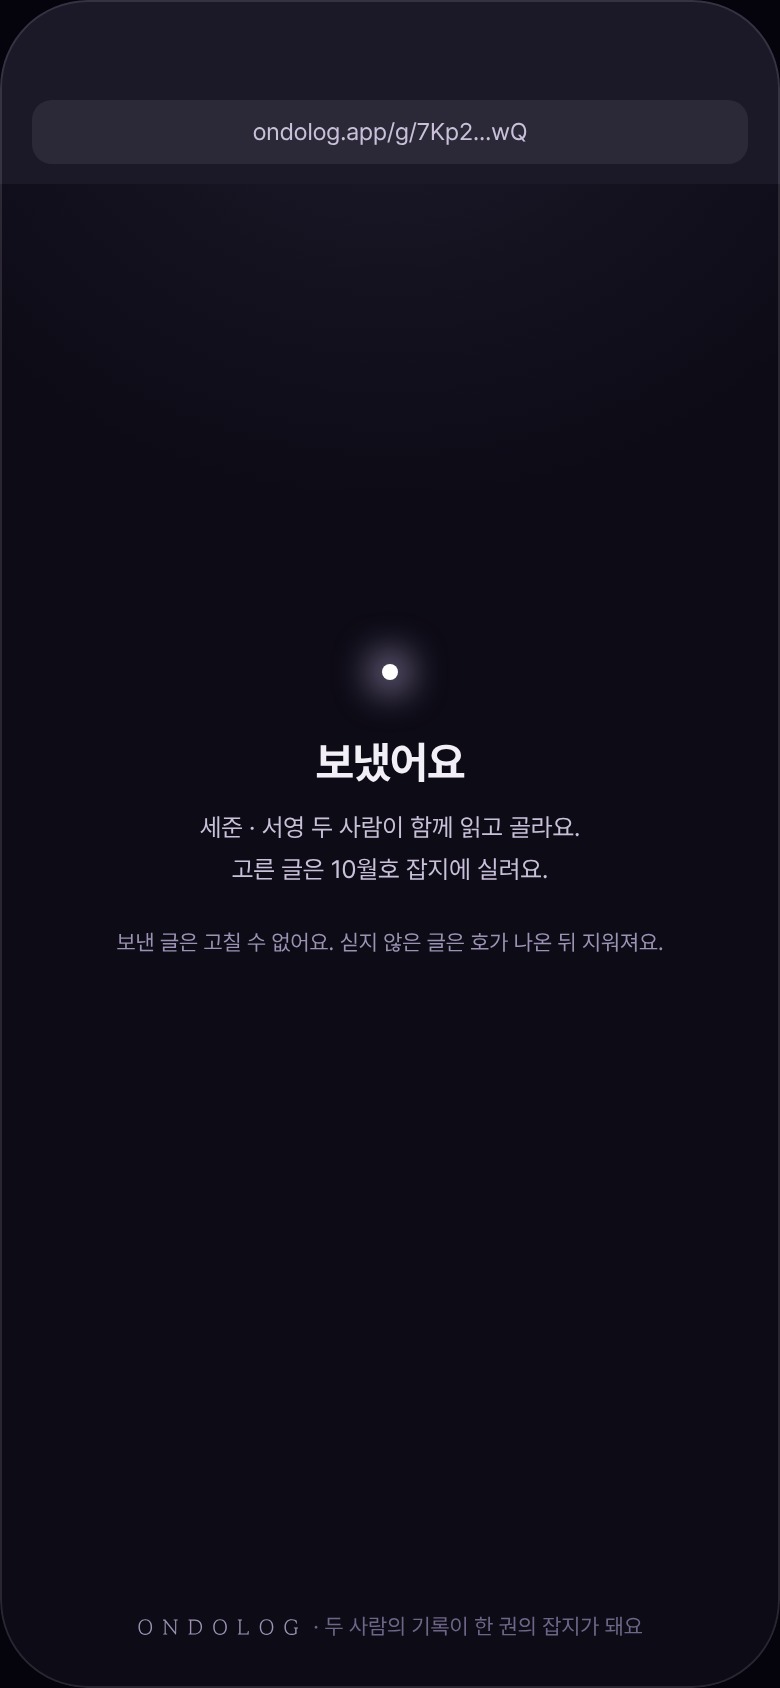 ondolog.app/g/7Kp2...wQ
보냈어요
세준 · 서영 두 사람이 함께 읽고 골라요.
고른 글은 10월호 잡지에 실려요.
보낸 글은 고칠 수 없어요. 싣지 않은 글은 호가 나온 뒤 지워져요.
ONDOLOG · 두 사람의 기록이 한 권의 잡지가 돼요